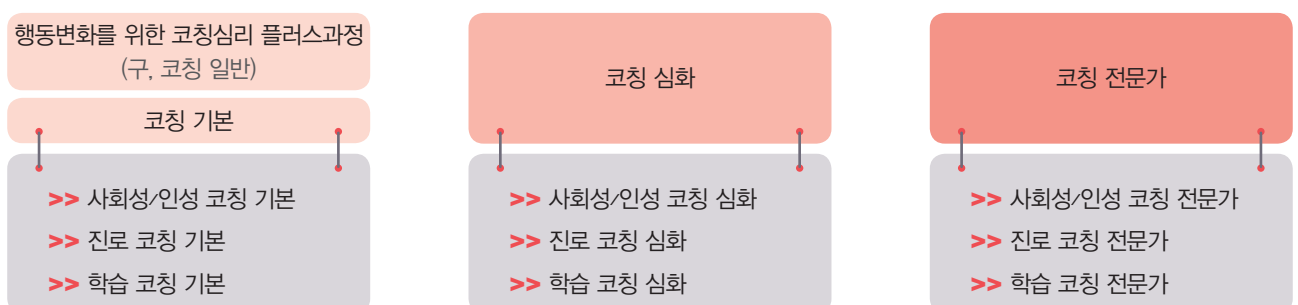 행동변화를 위한 코칭심리 플러스과정
(구, 코칭 일반)
코칭 기본
>> 사회성/인성 코칭 기본
>> 진로 코칭 기본
>> 학습 코칭 기본
코칭 심화
>> 사회성/인성 코칭 심화
>> 진로 코칭 심화
>> 학습 코칭 심화
코칭 전문가
>> 사회성/인성 코칭 전문가
>> 진로 코칭 전문가
>> 학습 코칭 전문가